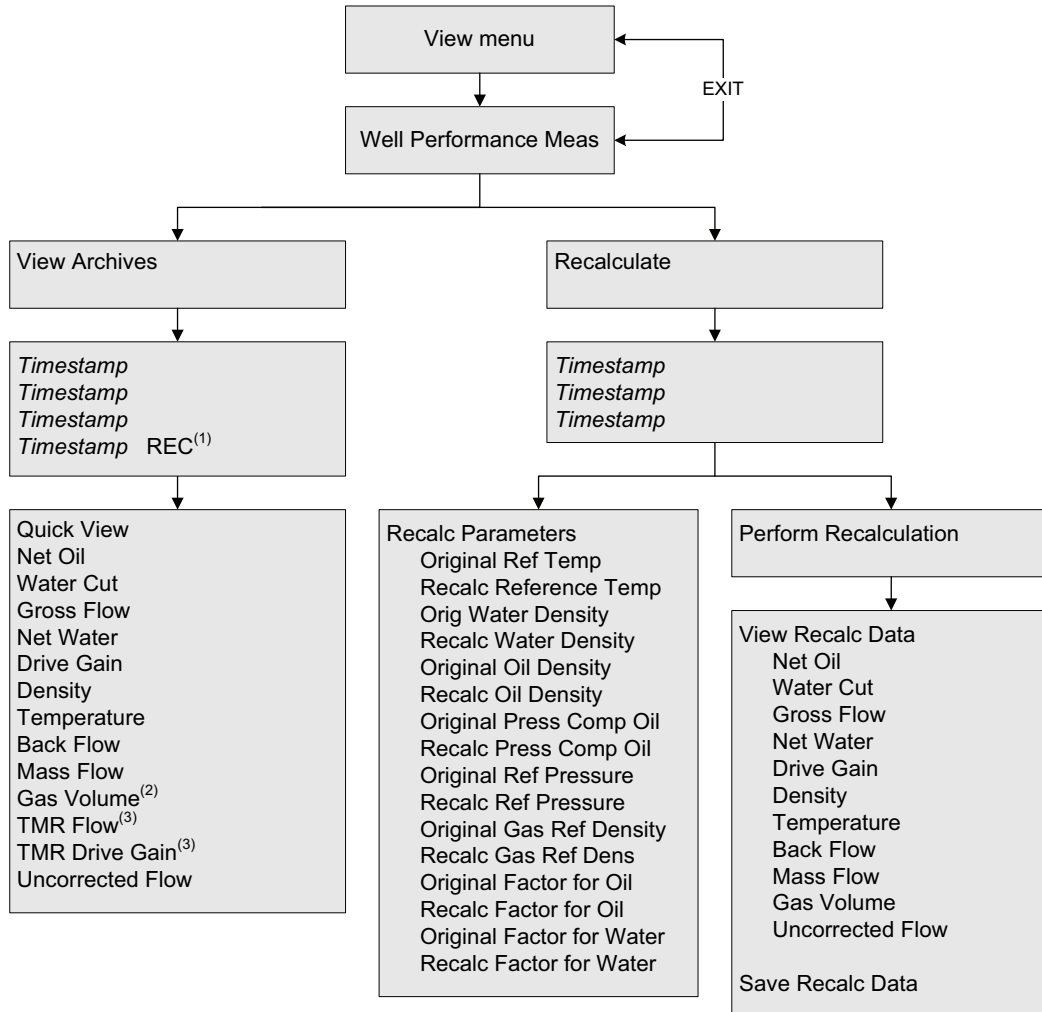 View menu
EXIT
Well Performance Meas
View Archives
Recalculate
Timestamp
Timestamp
Timestamp
Timestamp REC(1)
Timestamp
Timestamp
Timestamp
Quick View
Net Oil
Water Cut
Gross Flow
Net Water
Drive Gain
Density
Temperature
Back Flow
Mass Flow
Gas Volume(2)
TMR Flow(3)
TMR Drive Gain(3)
Uncorrected Flow
Recalc Parameters
Original Ref Temp
Recalc Reference Temp
Orig Water Density
Recalc Water Density
Original Oil Density
Recalc Oil Density
Original Press Comp Oil
Recalc Press Comp Oil
Original Ref Pressure
Recalc Ref Pressure
Original Gas Ref Density
Recalc Gas Ref Dens
Original Factor for Oil
Recalc Factor for Oil
Original Factor for Water
Recalc Factor for Water
Perform Recalculation
View Recalc Data
Net Oil
Water Cut
Gross Flow
Net Water
Drive Gain
Density
Temperature
Back Flow
Mass Flow
Gas Volume
Uncorrected Flow
Save Recalc Data